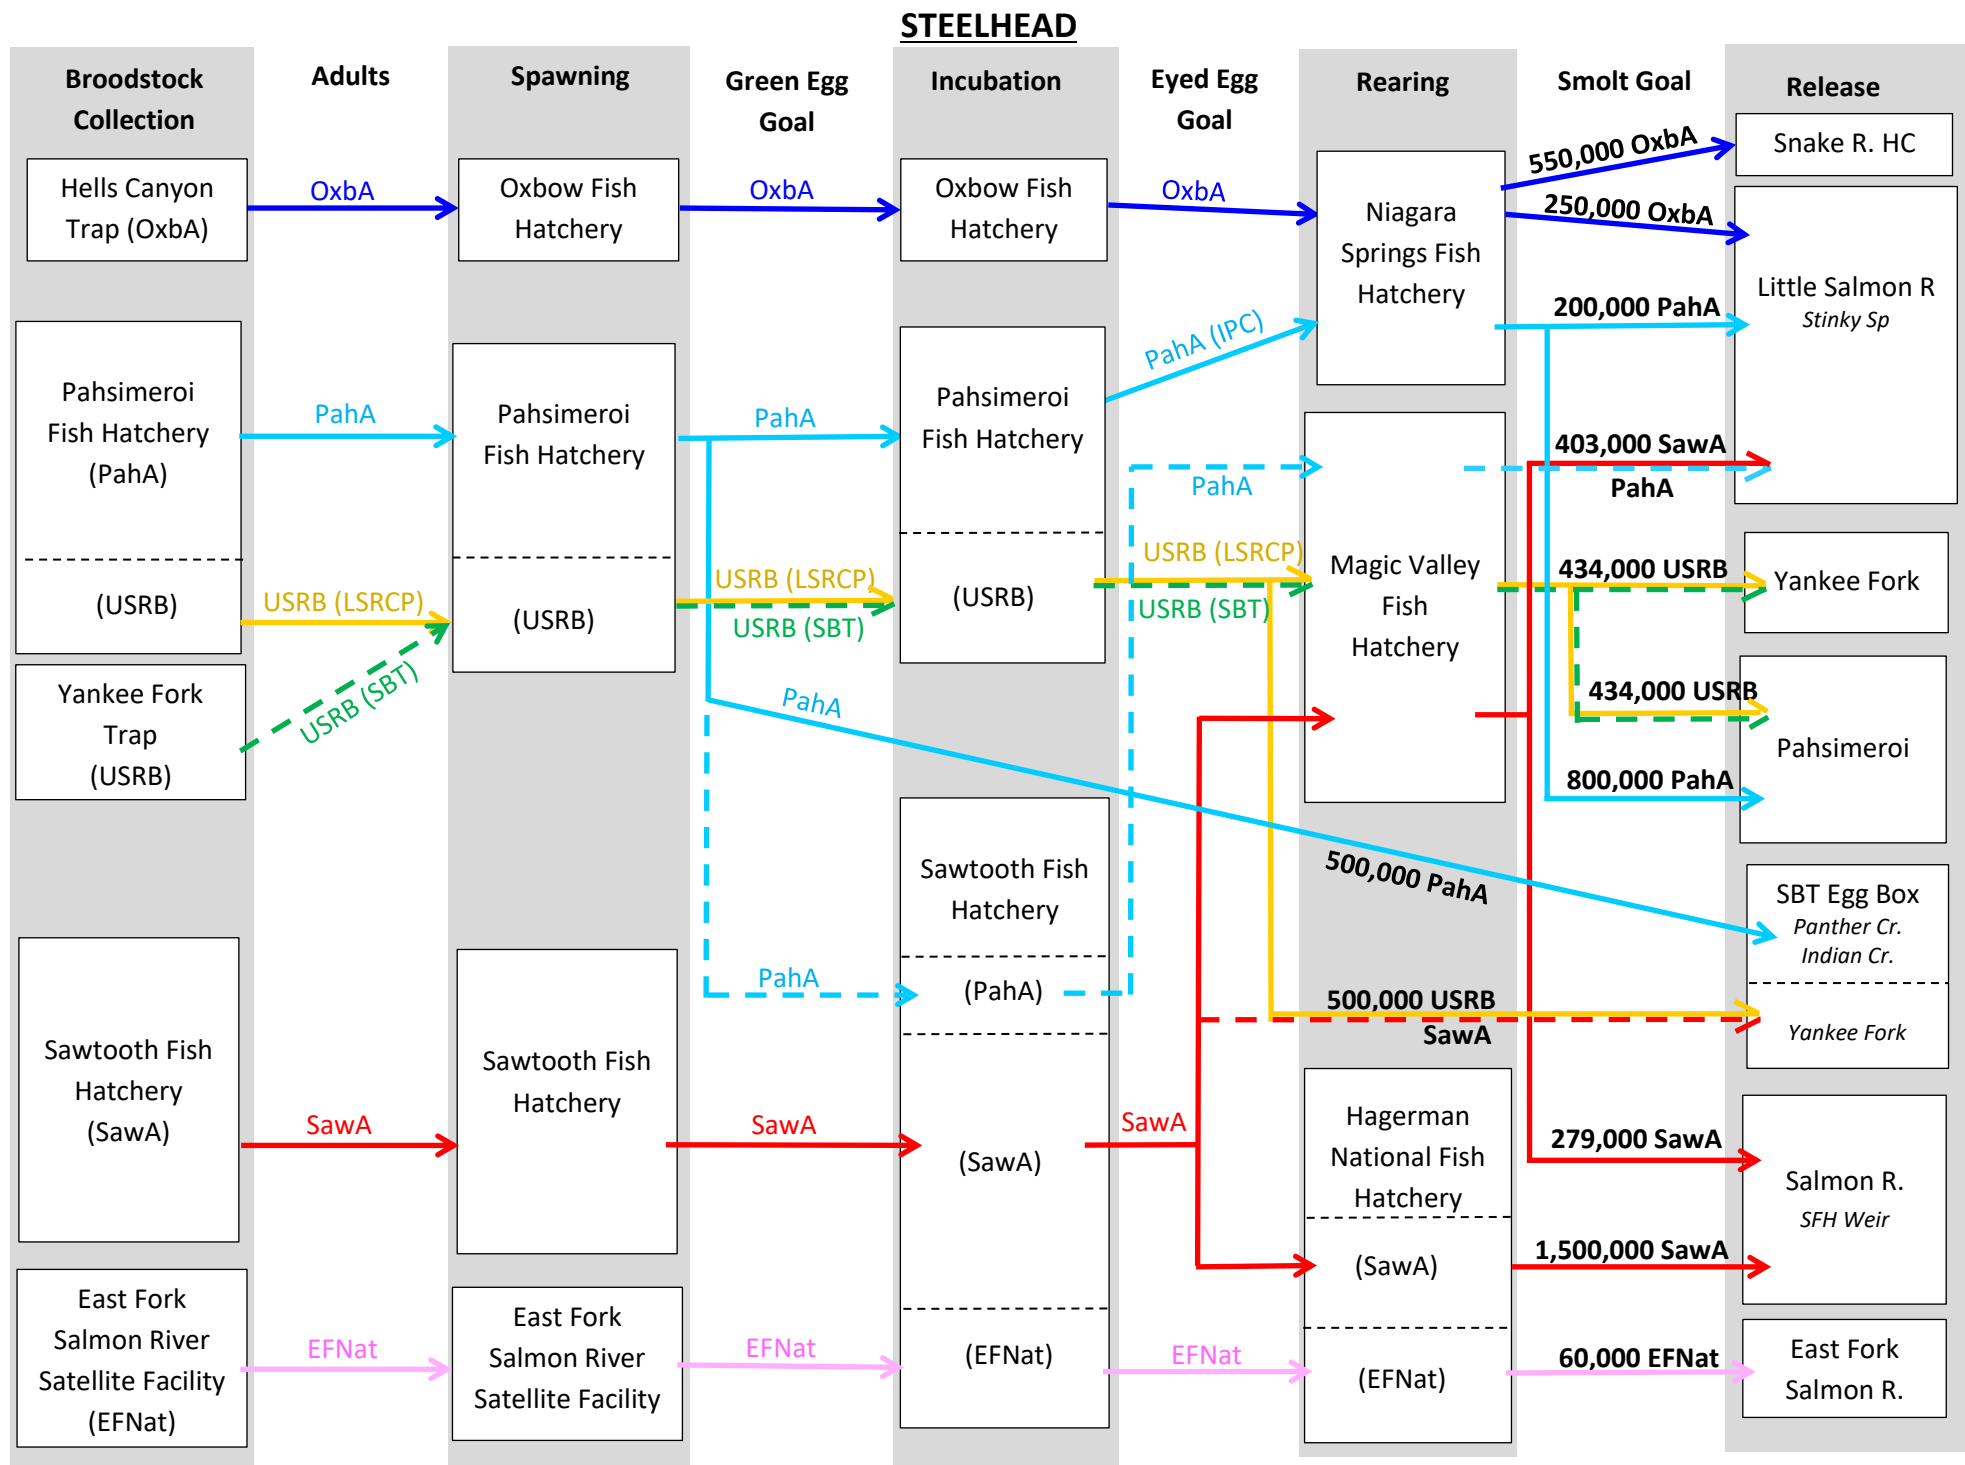 STEELHEAD
Broodstock
Collection
Adults
Spawning
Green Egg
Goal
Incubation
Eyed Egg
Goal
Rearing
Smolt Goal
Release
Hells Canyon
Trap (OxbA)
OxbA
Oxbow Fish
Hatchery
OxbA
Oxbow Fish
Hatchery
OxbA
Niagara
Springs Fish
Hatchery
550,000 OxbA
Snake R. HC
250,000 OxbA
Little Salmon R
Stinky Sp
200,000 PahA
403,000 SawA
PahA
Pahsimeroi
Fish Hatchery
(PahA)
(USRB)
PahA
USRB (LSRCP)
USRB (SBT)
Yankee Fork
Trap
(USRB)
Pahsimeroi
Fish Hatchery
(USRB)
PahA
USRB (LSRCP)
USRB (SBT)
PahA
PahA
Pahsimeroi
Fish Hatchery
(USRB)
PahA (IPC)
PahA
USRB (LSRCP)
USRB (SBT)
Magic Valley
Fish
Hatchery
434,000 USRB
Yankee Fork
434,000 USRB
Pahsimeroi
800,000 PahA
500,000 PahA
SBT Egg Box
Panther Cr.
Indian Cr.
Yankee Fork
500,000 USRB
SawA
Sawtooth Fish
Hatchery
(SawA)
SawA
Sawtooth Fish
Hatchery
SawA
Sawtooth Fish
Hatchery
(PahA)
(SawA)
(EFNat)
SawA
Hagerman
National Fish
Hatchery
(SawA)
(EFNat)
279,000 SawA
Salmon R.
SFH Weir
1,500,000 SawA
East Fork
Salmon River
Satellite Facility
(EFNat)
EFNat
East Fork
Salmon River
Satellite Facility
EFNat
EFNat
60,000 EFNat
East Fork
Salmon R.